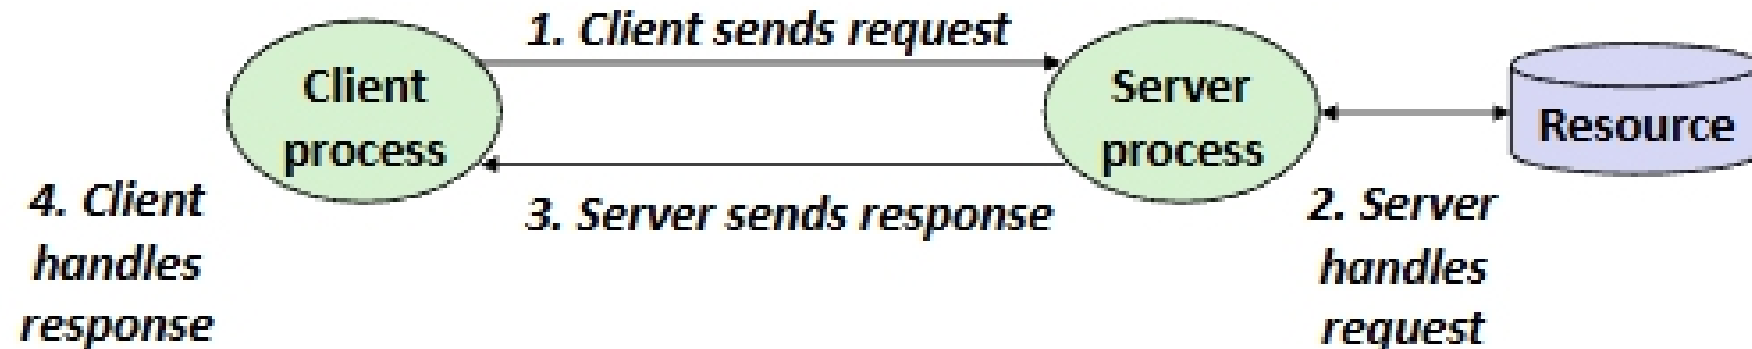 1. Client sends request
Client
process
Server
process
Resource
3. Server sends response
4. Client
handles
response
2. Server
handles
request